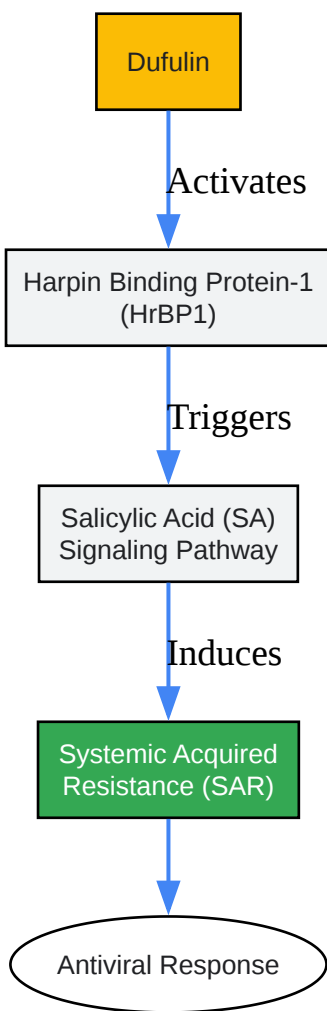 Dufulin
Activates
Harpin Binding Protein-1
(HrBP1)
Triggers
Salicylic Acid (SA)
Signaling Pathway
Induces
Systemic Acquired
Resistance (SAR)
Antiviral Response